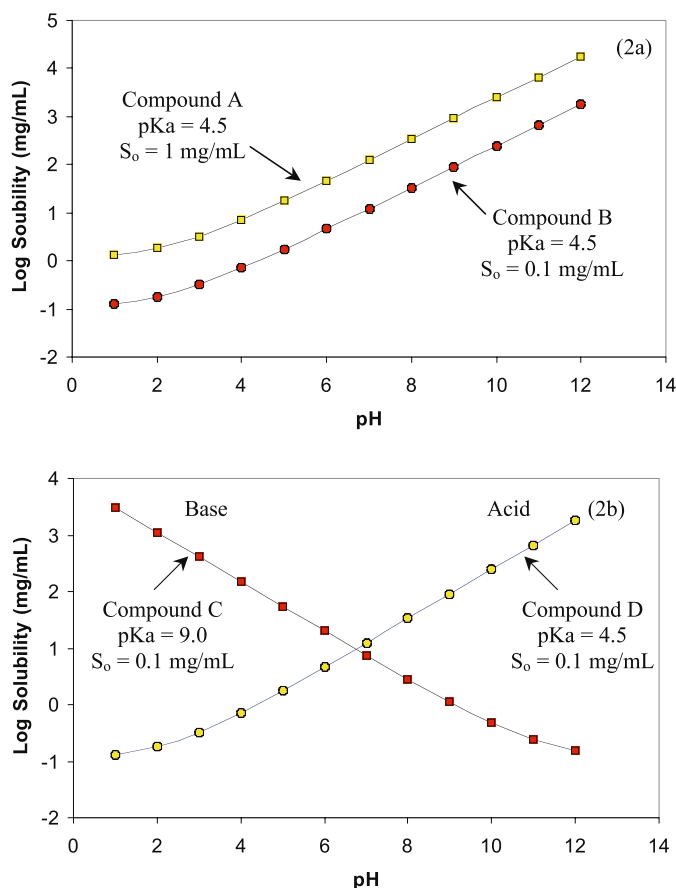 (2a)
Log Soubility (mg/mL)
5
4
3
2
1
0
-1
-2
Compound A
pKa = 4.5
So = 1 mg/mL
Compound B
pKa = 4.5
So = 0.1 mg/mL
0 2 4 6 8 10 12 14
pH
(2b)
Log Solubility (mg/mL)
4
3
2
1
0
-1
-2
Base
Acid
Compound C
pKa = 9.0
So = 0.1 mg/mL
Compound D
pKa = 4.5
So = 0.1 mg/mL
0 2 4 6 8 10 12 14
pH